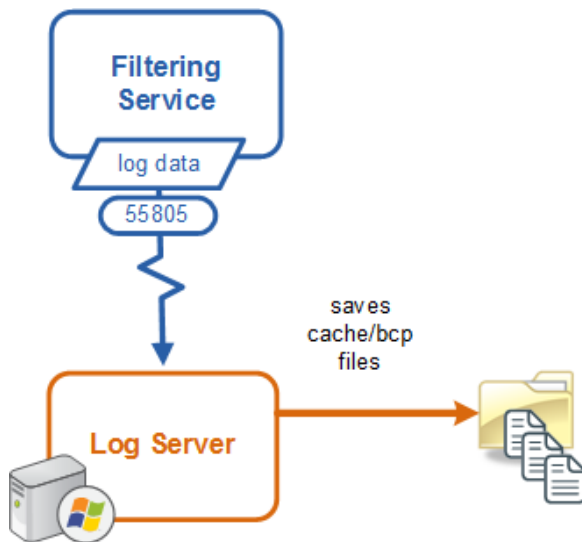 Filtering
Service
log data
55805
saves
cache/bcp
files
Log Server